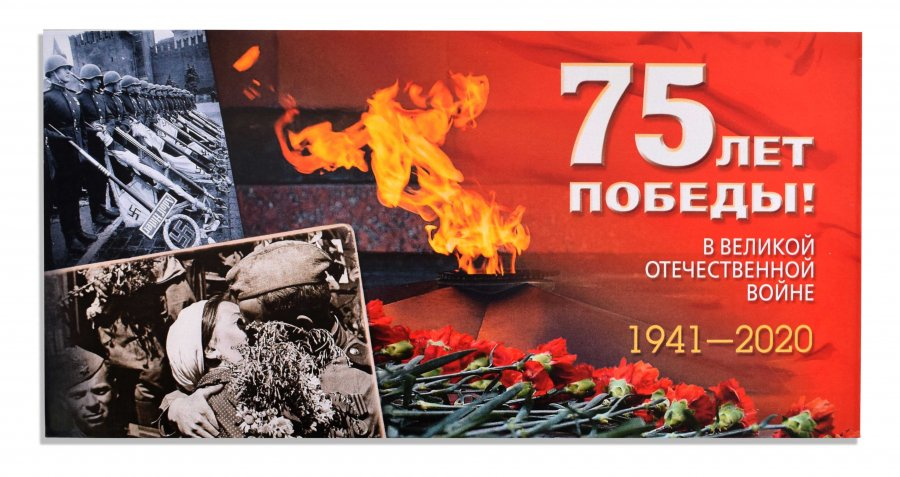 75 ЛЕТ
ПОБЕДЫ!
В ВЕЛИКОЙ
ОТЕЧЕСТВЕННОЙ
ВОЙНЕ
1941—2020